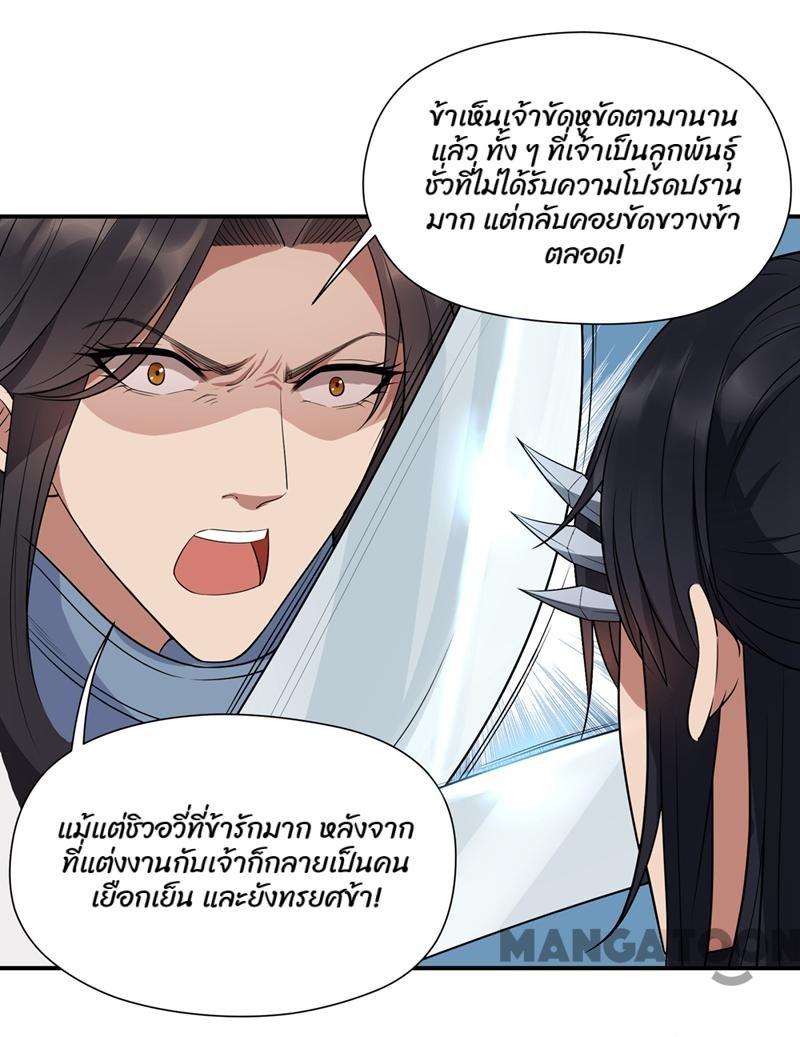 ข้าเห็นเจ้าขัดหูขัดตามานาน
แล้ว ทั้ง ๆ ที่เจ้าเป็นลูกพันธุ์
ชั่วที่ไม่ได้รับความโปรดปราน
มาก แต่กลับคอยขัดขวางข้า
ตลอด!
แม้แต่ชิวอวี่ที่ข้ารักมาก หลังจาก
ที่แต่งงานกับเจ้าก็กลายเป็นคน
เยือกเย็น และยังทรยศข้า!
MANGATOON